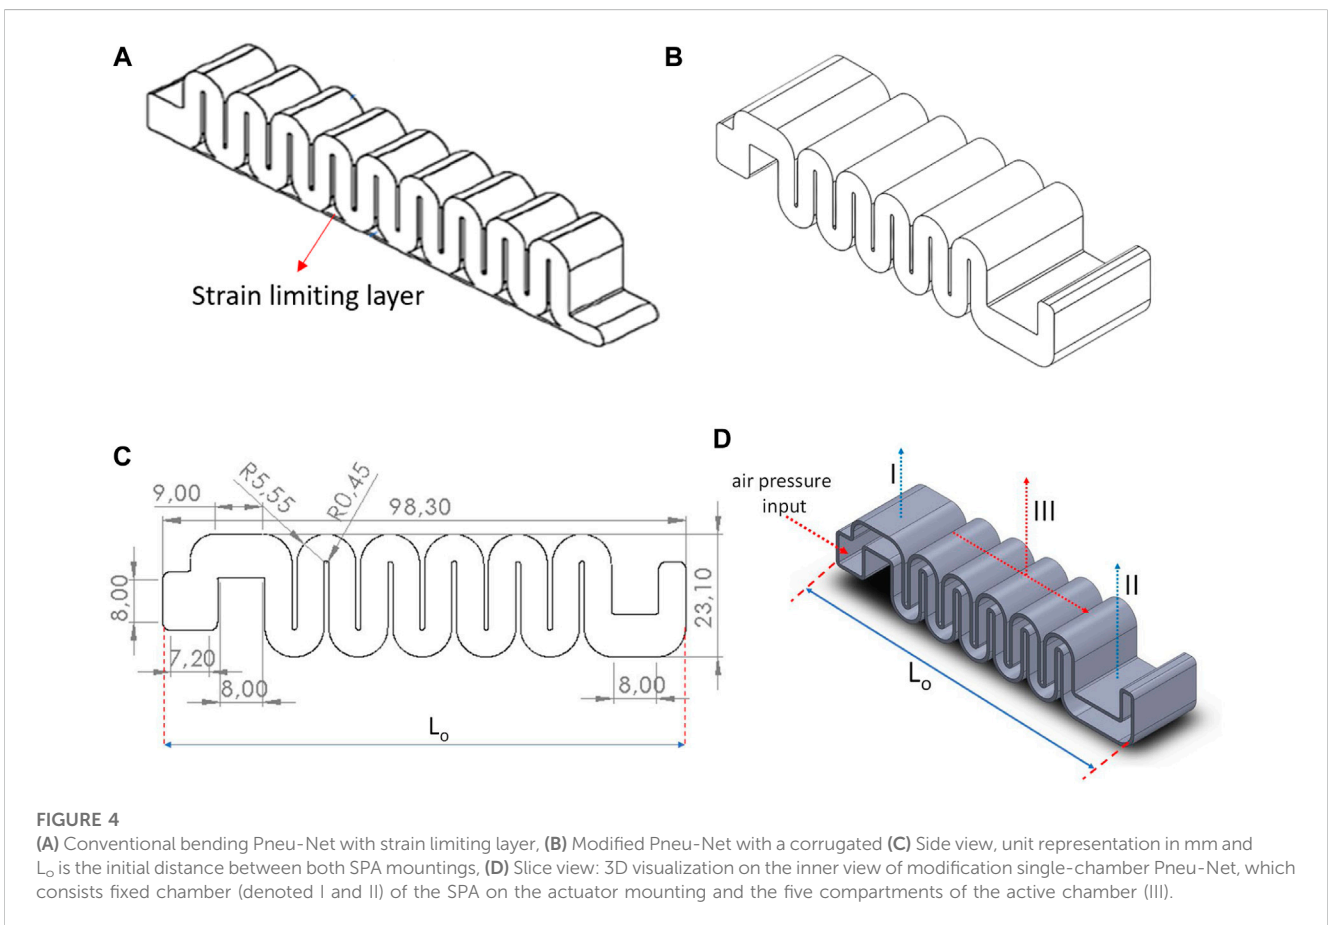 A
B
Strain limiting layer
C
9,00
R5,55
R0,45
98,30
8,00
23,10
7,20
8,00
8,00
Lo
D
I
air pressure
input
III
II
Lo
FIGURE 4
(A) Conventional bending Pneu-Net with strain limiting layer, (B) Modified Pneu-Net with a corrugated (C) Side view, unit representation in mm and
Lo is the initial distance between both SPA mountings, (D) Slice view: 3D visualization on the inner view of modification single-chamber Pneu-Net, which
consists fixed chamber (denoted I and II) of the SPA on the actuator mounting and the five compartments of the active chamber (III).